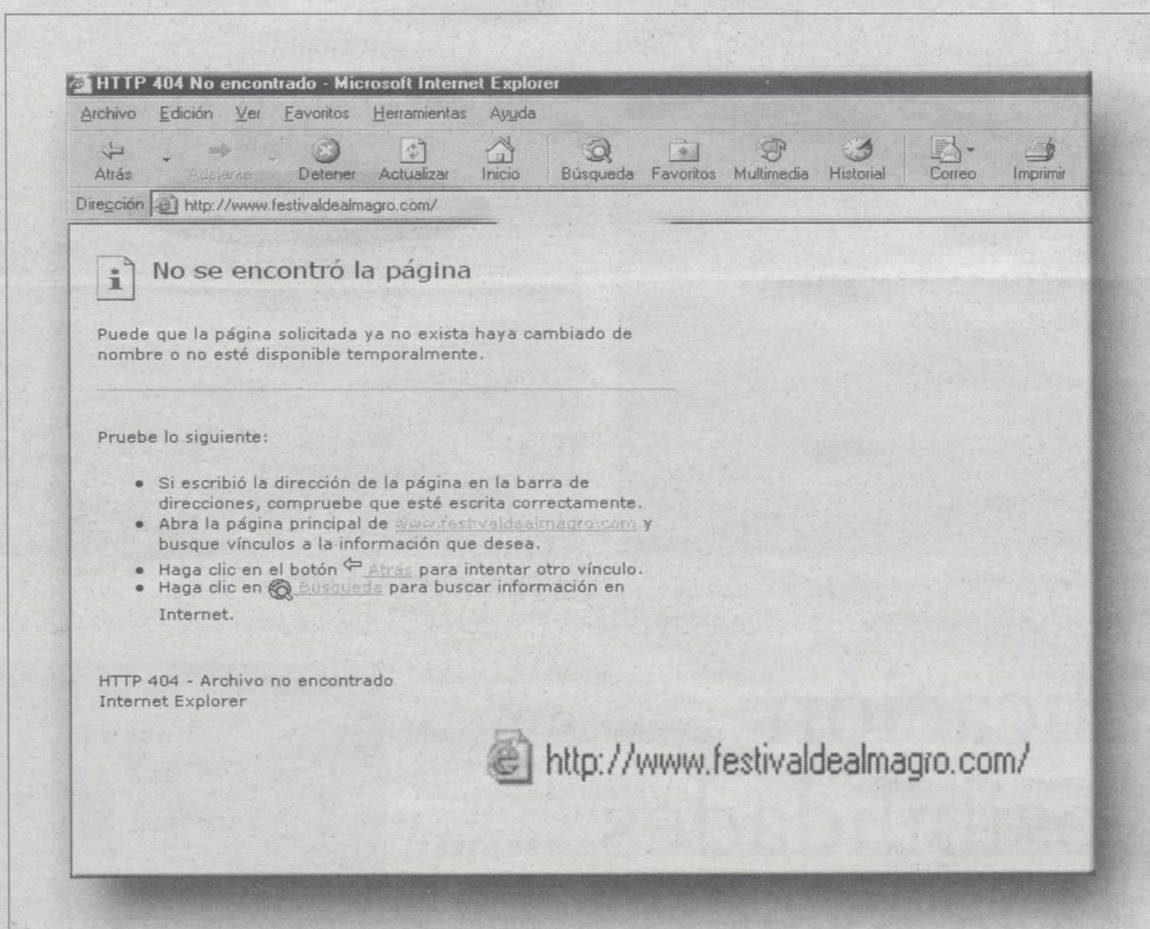 HTTP 404 No encontrado - Microsoft Internet Explorer
Archivo Edición Ver Favoritos Herramientas Ayuda
Atrás Adelante Detener Actualizar Inicio Búsqueda Favoritos Multimedia Historial Correo Imprimir
Dirección http://www.festivaldealmagro.com/
No se encontró la página
Puede que la página solicitada ya no exista haya cambiado de
nombre o no esté disponible temporalmente.
Pruebe lo siguiente:
• Si escribió la dirección de la página en la barra de
direcciones, compruebe que esté escrita correctamente.
• Abra la página principal de www.festivaldealmagro.com y
busque vínculos a la información que desea.
• Haga clic en el botón Atrás para intentar otro vínculo.
• Haga clic en Búsqueda para buscar información en
Internet.
HTTP 404 - Archivo no encontrado
Internet Explorer
http://www.festivaldealmagro.com/